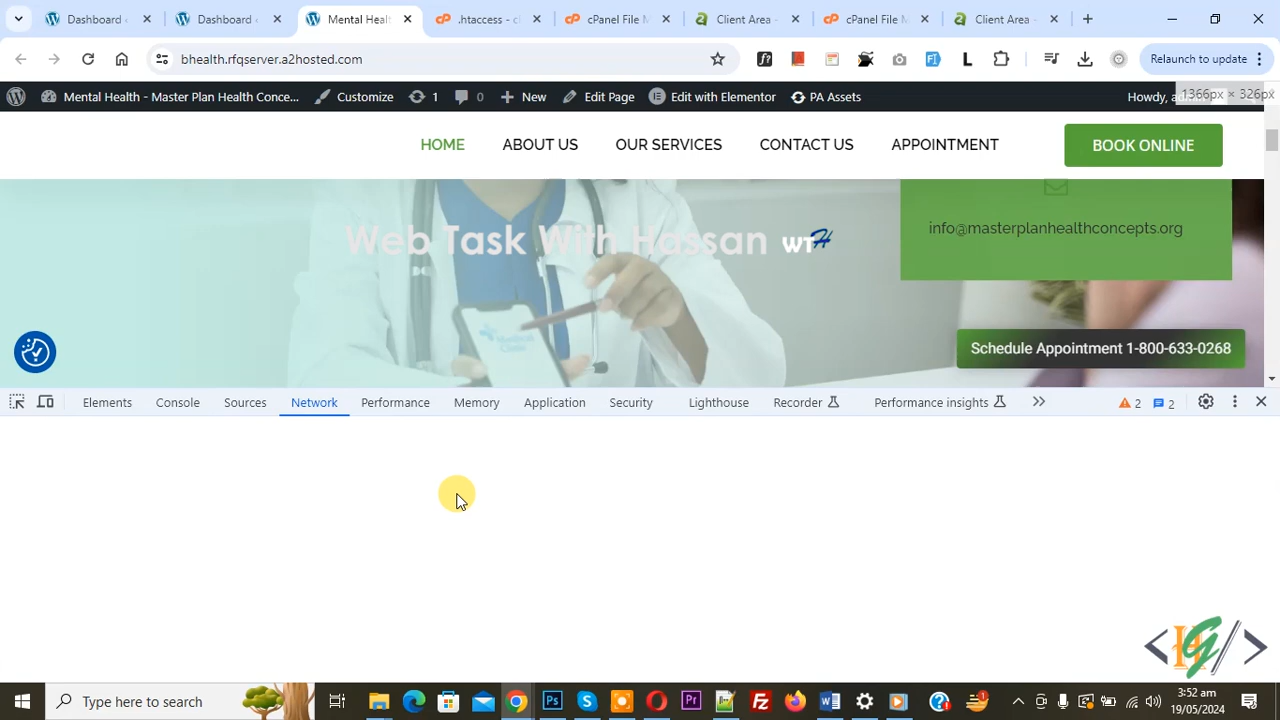 Dashboard
Dashboard
Mental Heal
.htaccess - c
cPanel File M
Client Area -
cPanel File M
Client Area -
bhealth.rfqserver.a2hosted.com
Relaunch to update
Mental Health – Master Plan Health Conce...
Customize
1
0
New
Edit Page
Edit with Elementor
PA Assets
Howdy, ad
1366px × 326px
HOME
ABOUT US
OUR SERVICES
CONTACT US
APPOINTMENT
BOOK ONLINE
Web Task With Hassan
WTH
info@masterplanhealthconcepts.org
Schedule Appointment 1-800-633-0268
Elements
Console
Sources
Network
Performance
Memory
Application
Security
Lighthouse
Recorder
Performance insights
2
2
Type here to search
3:52 am
19/05/2024